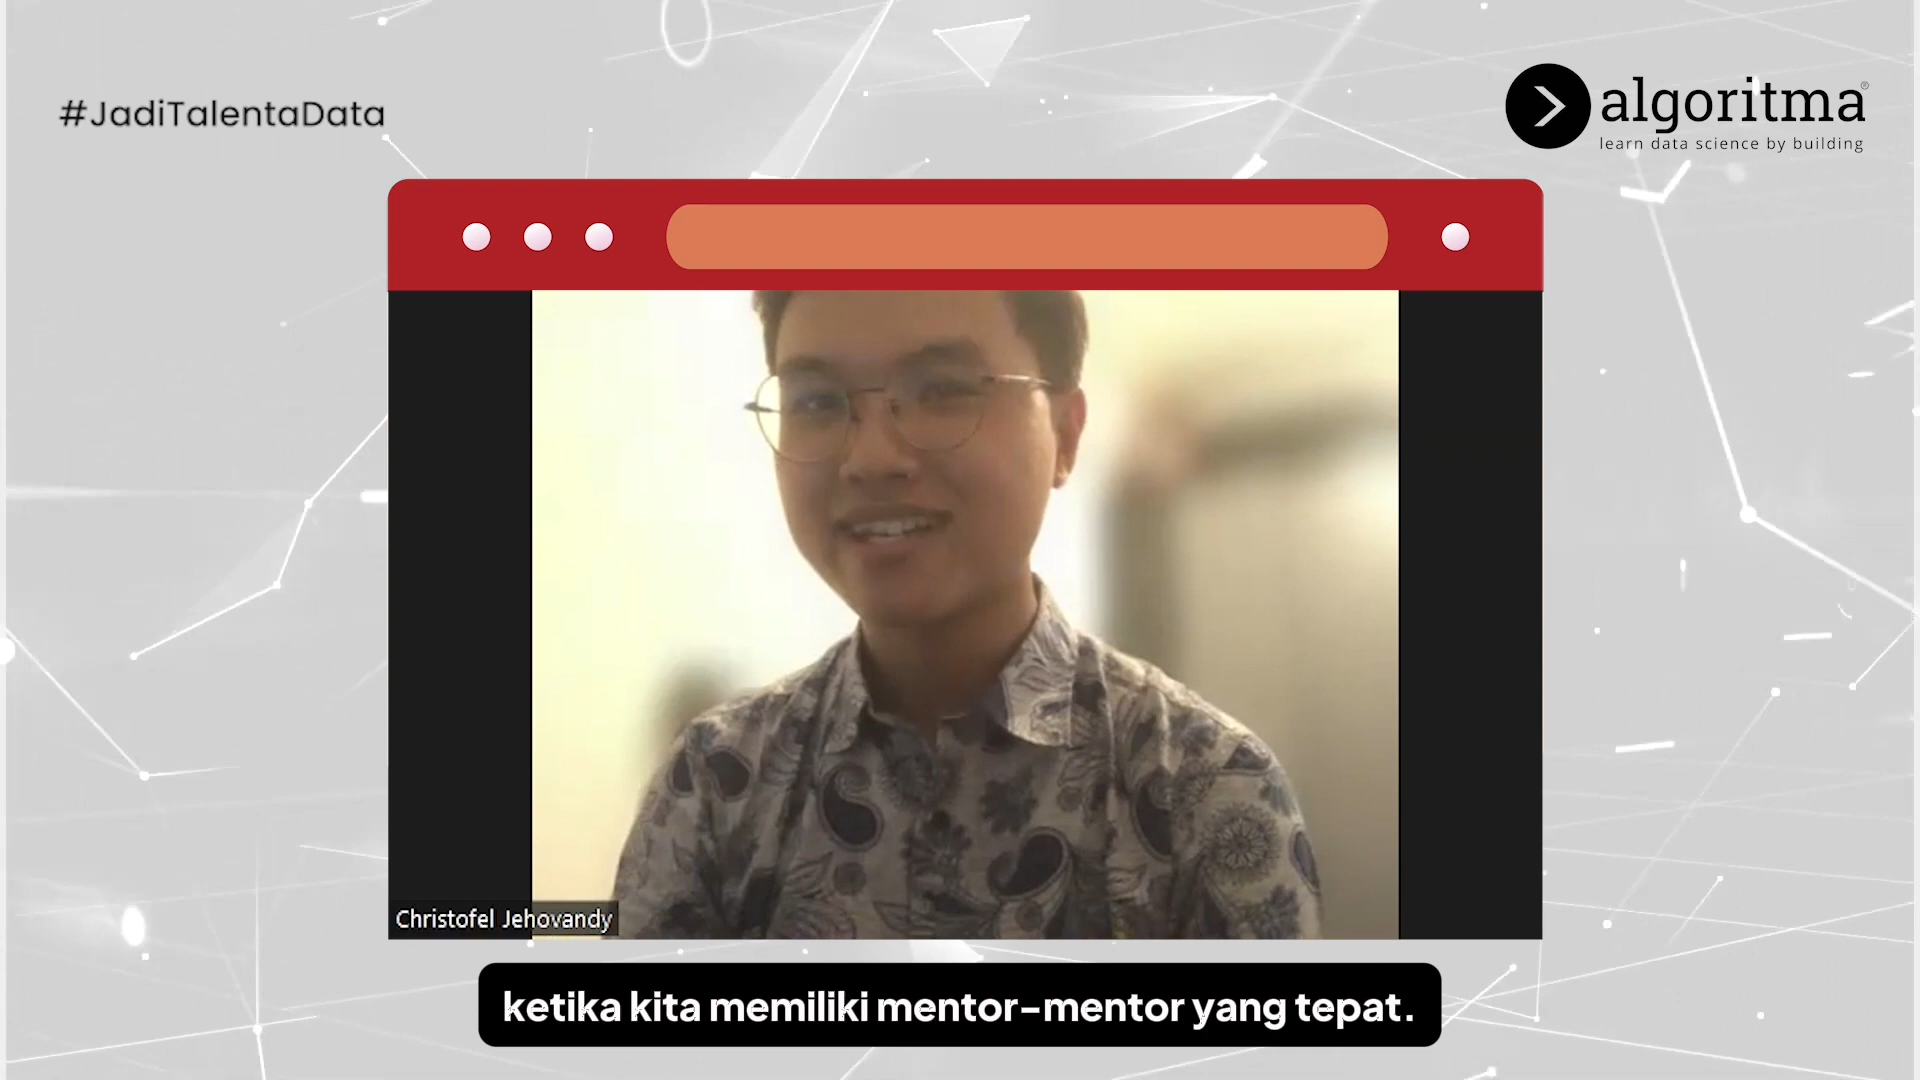 #JadiTalentaData
algoritma®
learn data science by building
Christofel Jehovandy
ketika kita memiliki mentor-mentor yang tepat.